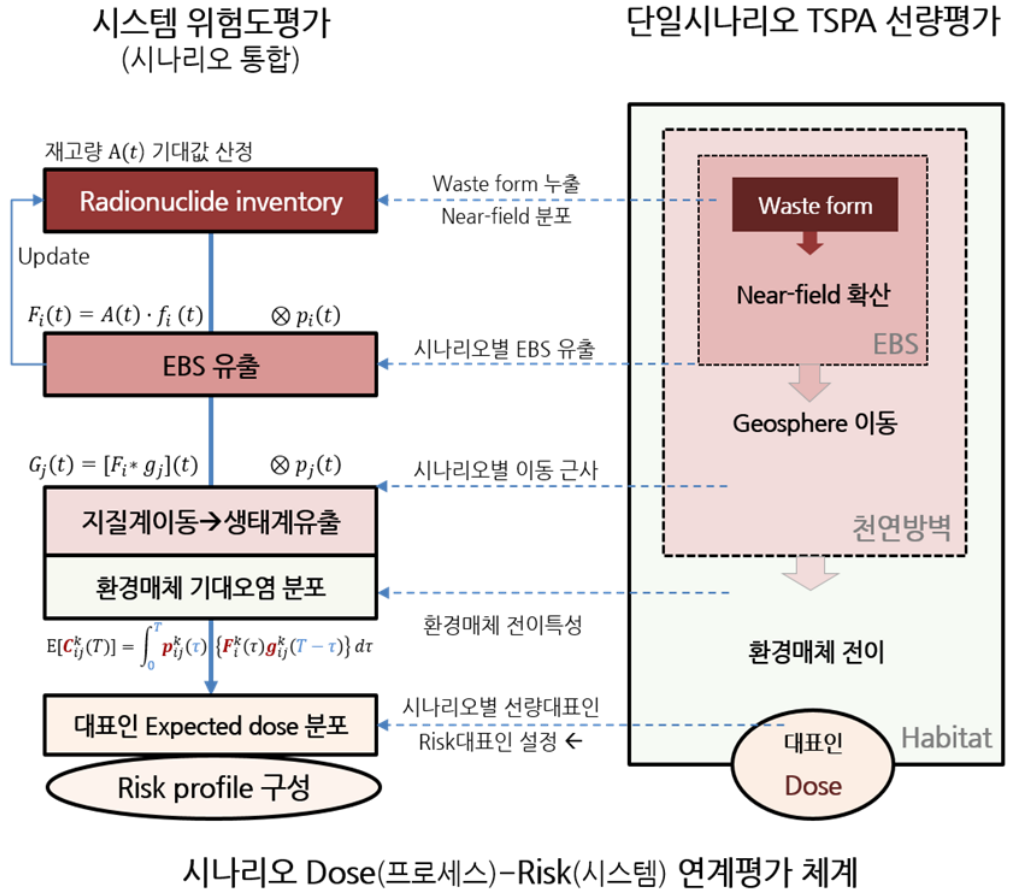 시스템 위험도평가
(시나리오 통합)
단일시나리오 TSPA 선량평가
재고량 A(t) 기대값 산정
Radionuclide inventory
Update
F_i(t) = A(t) · f_i (t) ⊗ p_i(t)
EBS 유출
G_j(t) = [F_i * g_j](t) ⊗ p_j(t)
지질계이동→생태계유출
환경매체 기대오염 분포
E[C_{ij}^k(T)] = ∫_0^T p_{ij}^k(τ) {F_i^k(τ)g_{ij}^k(T − τ)} dτ
대표인 Expected dose 분포
Risk profile 구성
Waste form 누출
Near-field 분포
시나리오별 EBS 유출
시나리오별 이동 근사
환경매체 전이특성
시나리오별 선량대표인
Risk대표인 설정 ←
Waste form
Near-field 확산
EBS
Geosphere 이동
천연방벽
환경매체 전이
Habitat
대표인
Dose
시나리오 Dose(프로세스)–Risk(시스템) 연계평가 체계